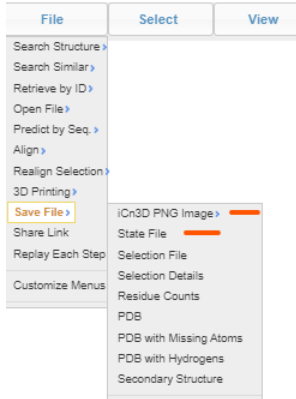 File
Select
View
Search Structure
Search Similar
Retrieve by ID
Open File
Predict by Seq.
Align
Realign Selection
3D Printing
Save File
Share Link
Replay Each Step
Customize Menus
iCn3D PNG Image
State File
Selection File
Selection Details
Residue Counts
PDB
PDB with Missing Atoms
PDB with Hydrogens
Secondary Structure